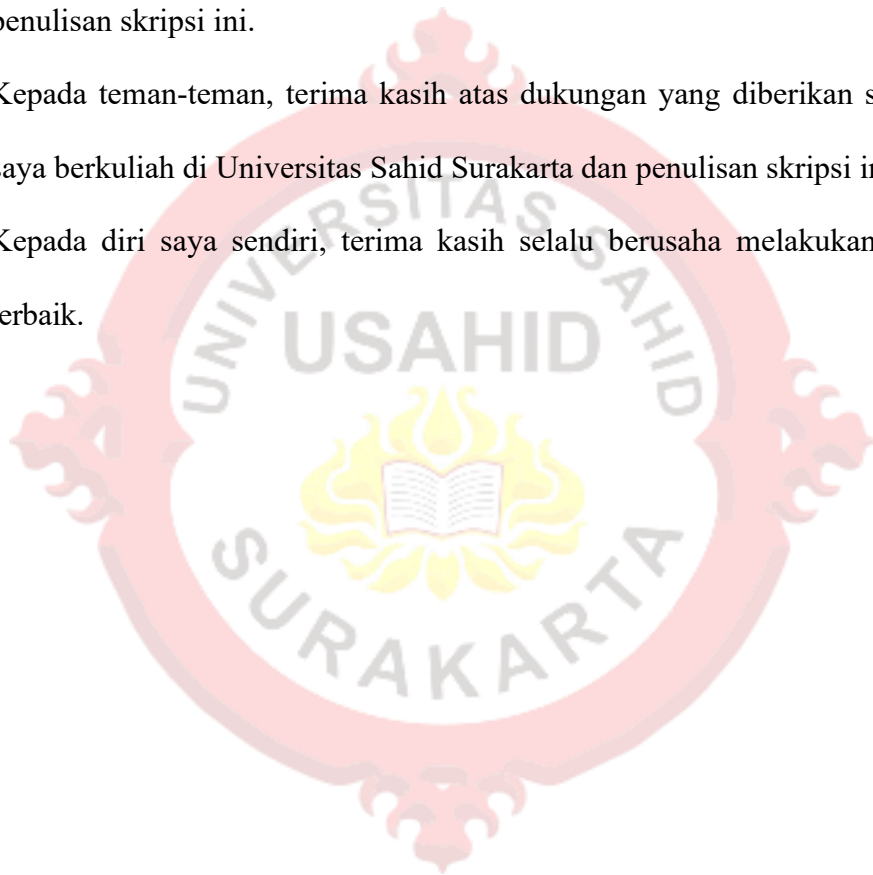 penulisan skripsi ini.
Kepada teman-teman, terima kasih atas dukungan yang diberikan
saya berkuliah di Universitas Sahid Surakarta dan penulisan skripsi
Kepada diri saya sendiri, terima kasih selalu berusaha melakukan
terbaik.
UNIVERSITAS SAHID
USAHID
SURAKARTA